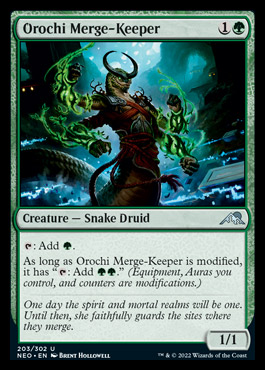 Orochi Merge-Keeper 1
Creature — Snake Druid
: Add .
As long as Orochi Merge-Keeper is modified,
it has “: Add .” (Equipment, Auras you
control, and counters are modifications.)
One day the spirit and mortal realms will be one.
Until then, she faithfully guards the sites where
they merge.
1/1
203/302 U
NEO • EN Brent Hollowell
™ & © 2022 Wizards of the Coast